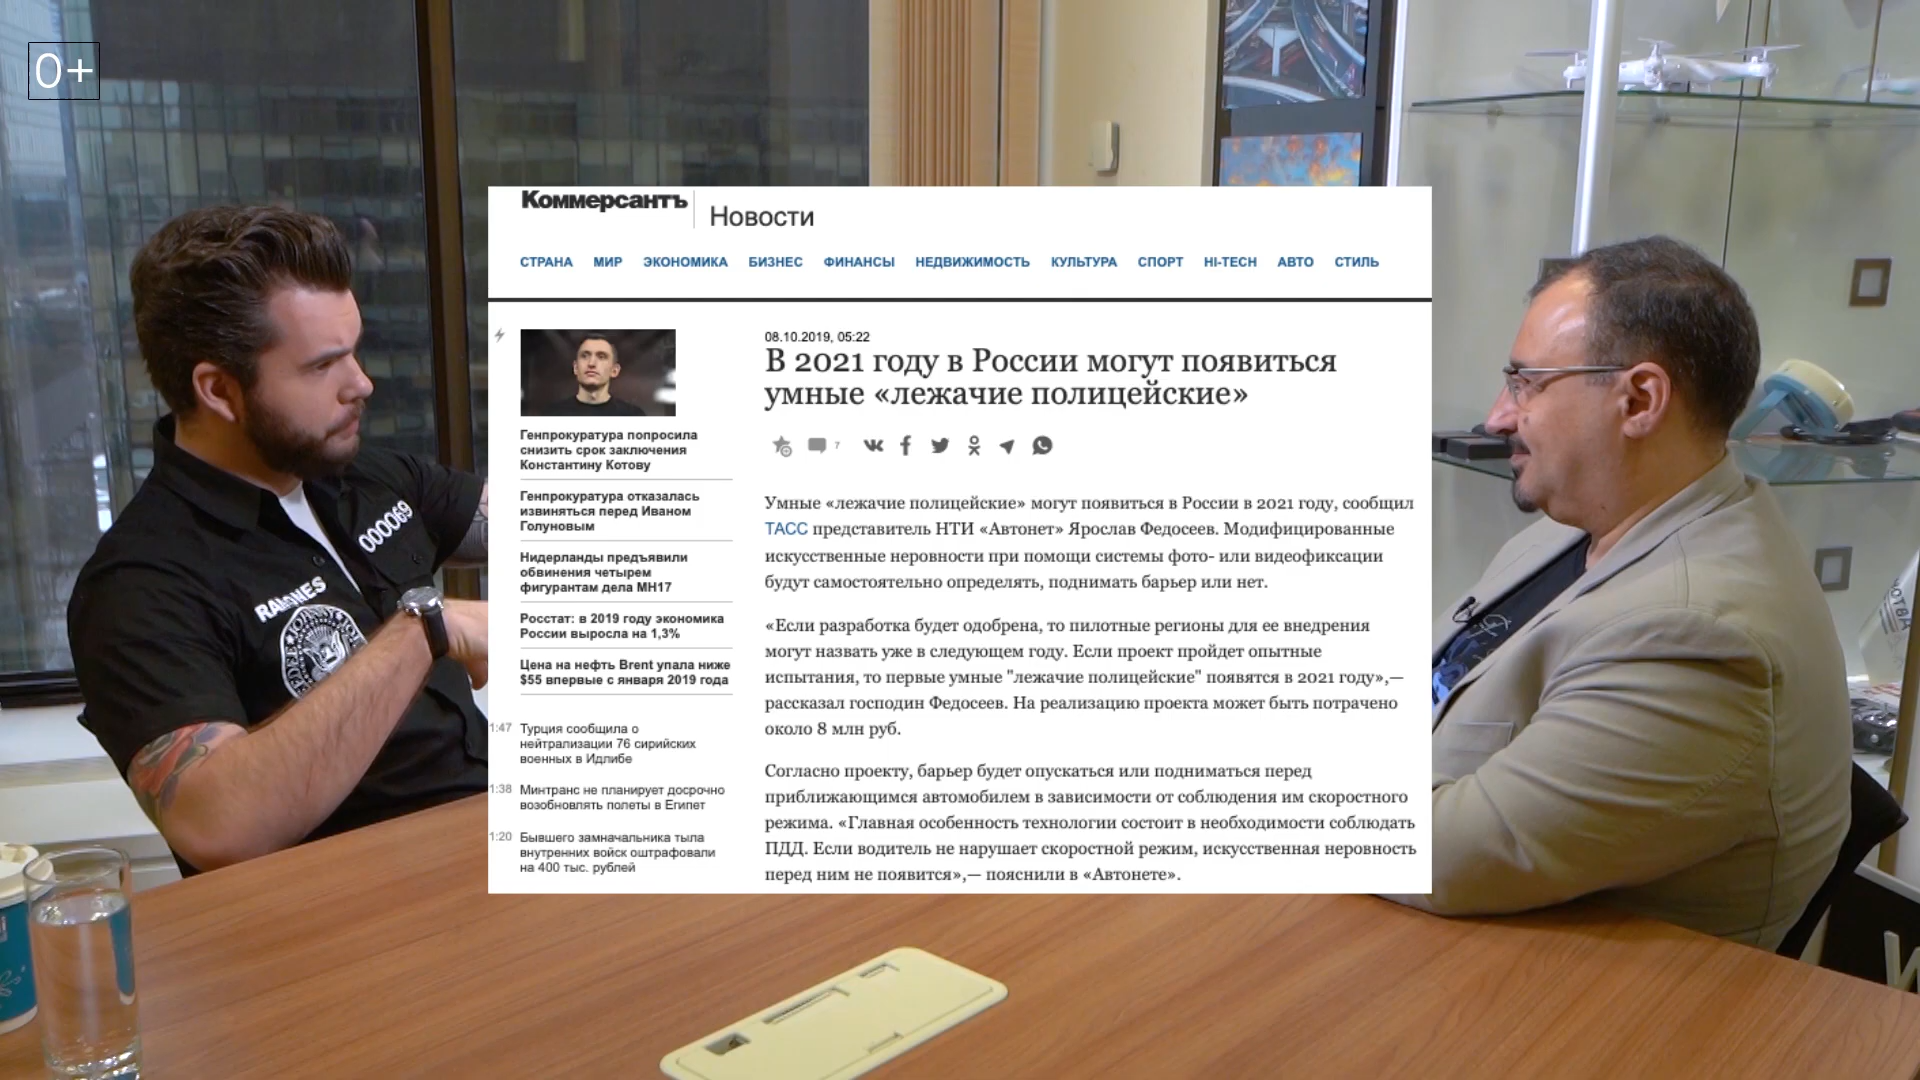 0+
Коммерсантъ
Новости
СТРАНА МИР ЭКОНОМИКА БИЗНЕС ФИНАНСЫ НЕДВИЖИМОСТЬ КУЛЬТУРА СПОРТ HI-TECH АВТО СТИЛЬ
Генпрокуратура попросила
снизить срок заключения
Константину Котову
Генпрокуратура отказалась
извиняться перед Иваном
Голуновым
Нидерланды предъявили
обвинения четырем
фигурантам дела MH17
Росстат: в 2019 году экономика
России выросла на 1,3%
Цена на нефть Brent упала ниже
$55 впервые с января 2019 года
1:47 Турция сообщила о
нейтрализации 76 сирийских
военных в Идлибе
1:38 Минтранс не планирует досрочно
возобновлять полеты в Египет
1:20 Бывшего замначальника тыла
внутренних войск оштрафовали
на 400 тыс. рублей
08.10.2019, 05:22
В 2021 году в России могут появиться
умные «лежачие полицейские»
7
Умные «лежачие полицейские» могут появиться в России в 2021 году, сообщил
ТАСС представитель НТИ «Автонет» Ярослав Федосеев. Модифицированные
искусственные неровности при помощи системы фото- или видеофиксации
будут самостоятельно определять, поднимать барьер или нет.
«Если разработка будет одобрена, то пилотные регионы для ее внедрения
могут назвать уже в следующем году. Если проект пройдет опытные
испытания, то первые умные "лежачие полицейские" появятся в 2021 году»,—
рассказал господин Федосеев. На реализацию проекта может быть потрачено
около 8 млн руб.
Согласно проекту, барьер будет опускаться или подниматься перед
приближающимся автомобилем в зависимости от соблюдения им скоростного
режима. «Главная особенность технологии состоит в необходимости соблюдать
ПДД. Если водитель не нарушает скоростной режим, искусственная неровность
перед ним не появится»,— пояснили в «Автонете».
000069
RAMONES